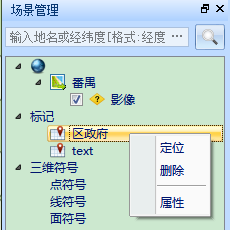 场景管理
输入地名或经纬度[格式:经度 ...
番禺
影像
标记
区政府
text
三维符号
点符号
线符号
面符号
定位
删除
属性